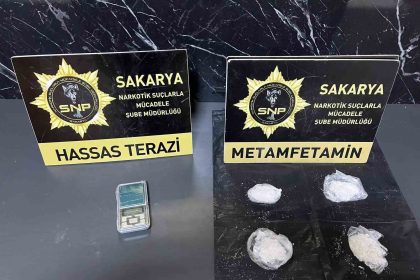 SAKARYA
NARKOTİK SUÇLARLA
MÜCADELE
ŞUBE MÜDÜRLÜĞÜ
SNP
HASSAS TERAZİ
SAKARYA
NARKOTİK SUÇLARLA
MÜCADELE
ŞUBE MÜDÜRLÜĞÜ
SNP
METAMFETAMİN